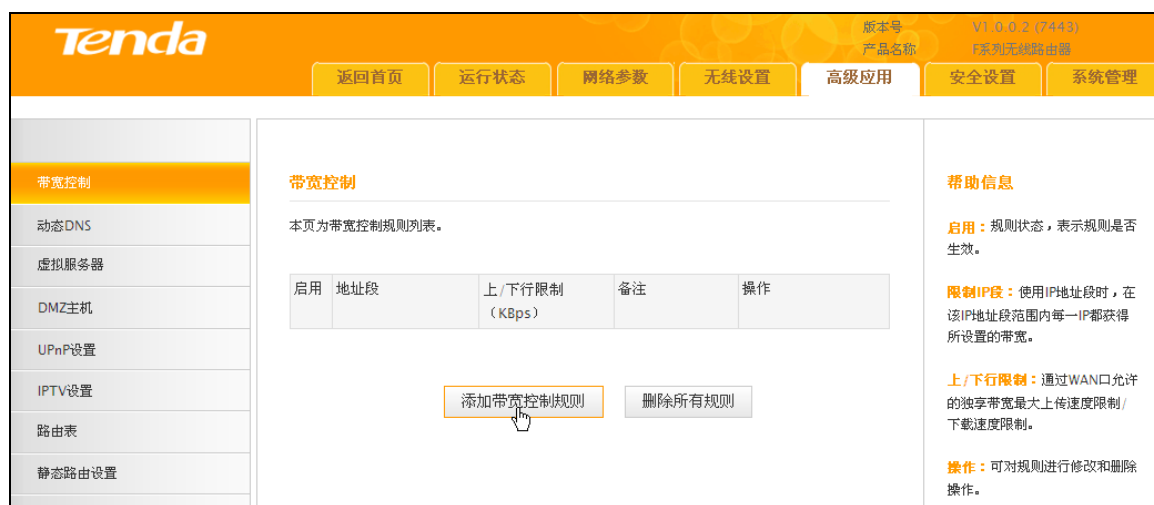 Tenda
版本号 V1.0.0.2 (7443)
产品名称 F系列无线路由器
返回首页 运行状态 网络参数 无线设置 高级应用 安全设置 系统管理
带宽控制
动态DNS
虚拟服务器
DMZ主机
UPnP设置
IPTV设置
路由表
静态路由设置
带宽控制
本页为带宽控制规则列表。
启用 地址段 上/下行限制 备注 操作
（KBps）
添加带宽控制规则 删除所有规则
帮助信息
启用：规则状态，表示规则是否
生效。
限制IP段：使用IP地址段时，在
该IP地址段范围内每一IP都获得
所设置的带宽。
上/下行限制：通过WAN口允许
的独享带宽最大上传速度限制/
下载速度限制。
操作：可对规则进行修改和删除
操作。